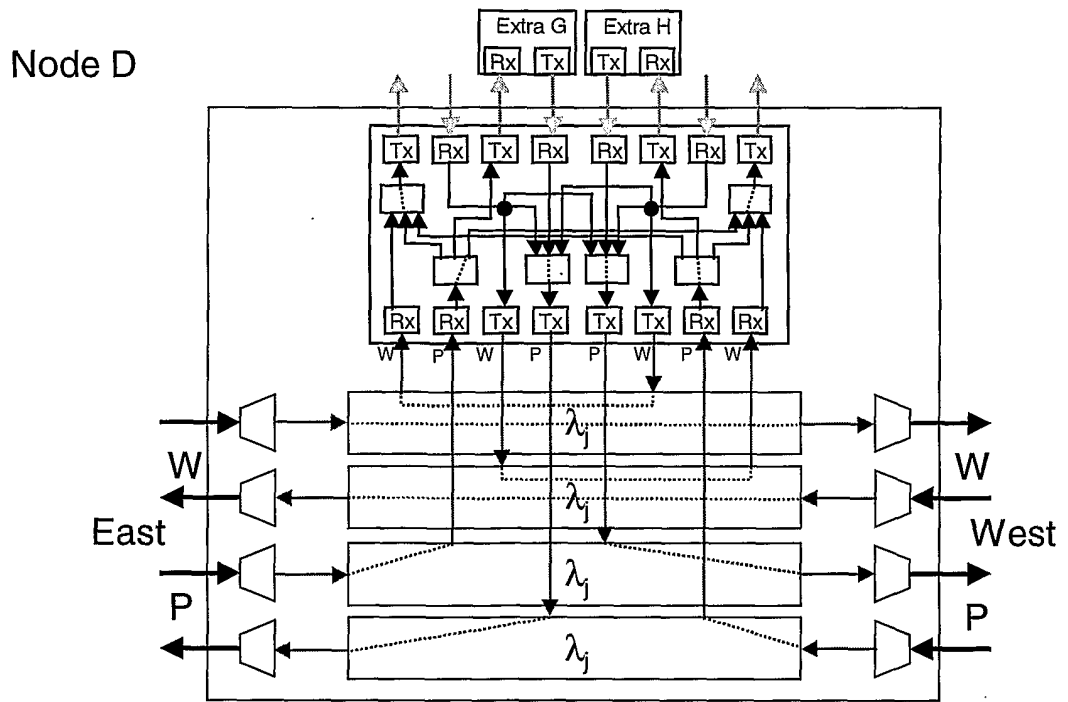 Extra G Extra H
Rx Tx Tx Rx
Node D
Tx Rx Tx Rx Rx Tx Rx Tx
Rx Rx Tx Tx Tx Tx Rx Rx
W P W P P W P W
λj
W W
λj
East West
λj
P P
λj